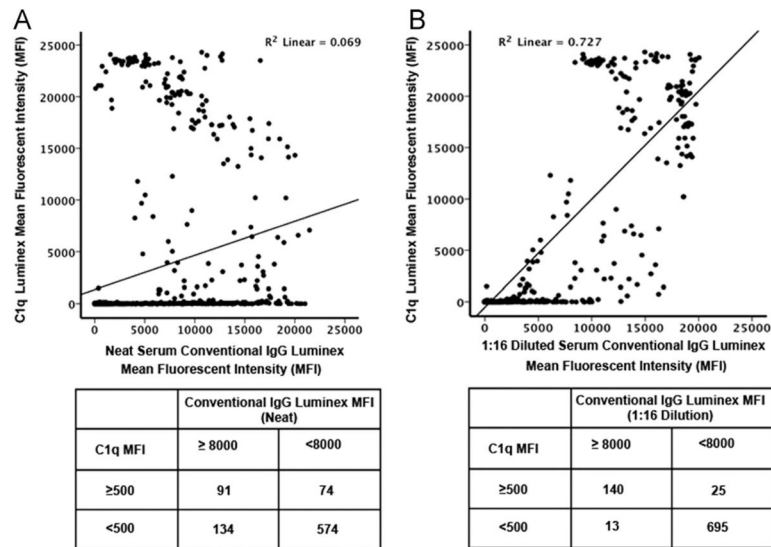 A
R² Linear = 0.069
C1q Luminex Mean Fluorescent Intensity (MFI)
25000
20000
15000
10000
5000
0
0 5000 10000 15000 20000 25000
Neat Serum Conventional IgG Luminex
Mean Fluorescent Intensity (MFI)
Conventional IgG Luminex MFI
(Neat)
C1q MFI ≥ 8000 <8000
≥500 91 74
<500 134 574
B
R² Linear = 0.727
C1q Luminex Mean Fluorescent Intensity (MFI)
25000
20000
15000
10000
5000
0
0 5000 10000 15000 20000 25000
1:16 Diluted Serum Conventional IgG Luminex
Mean Fluorescent Intensity (MFI)
Conventional IgG Luminex MFI
(1:16 Dilution)
C1q MFI ≥ 8000 <8000
≥500 140 25
<500 13 695